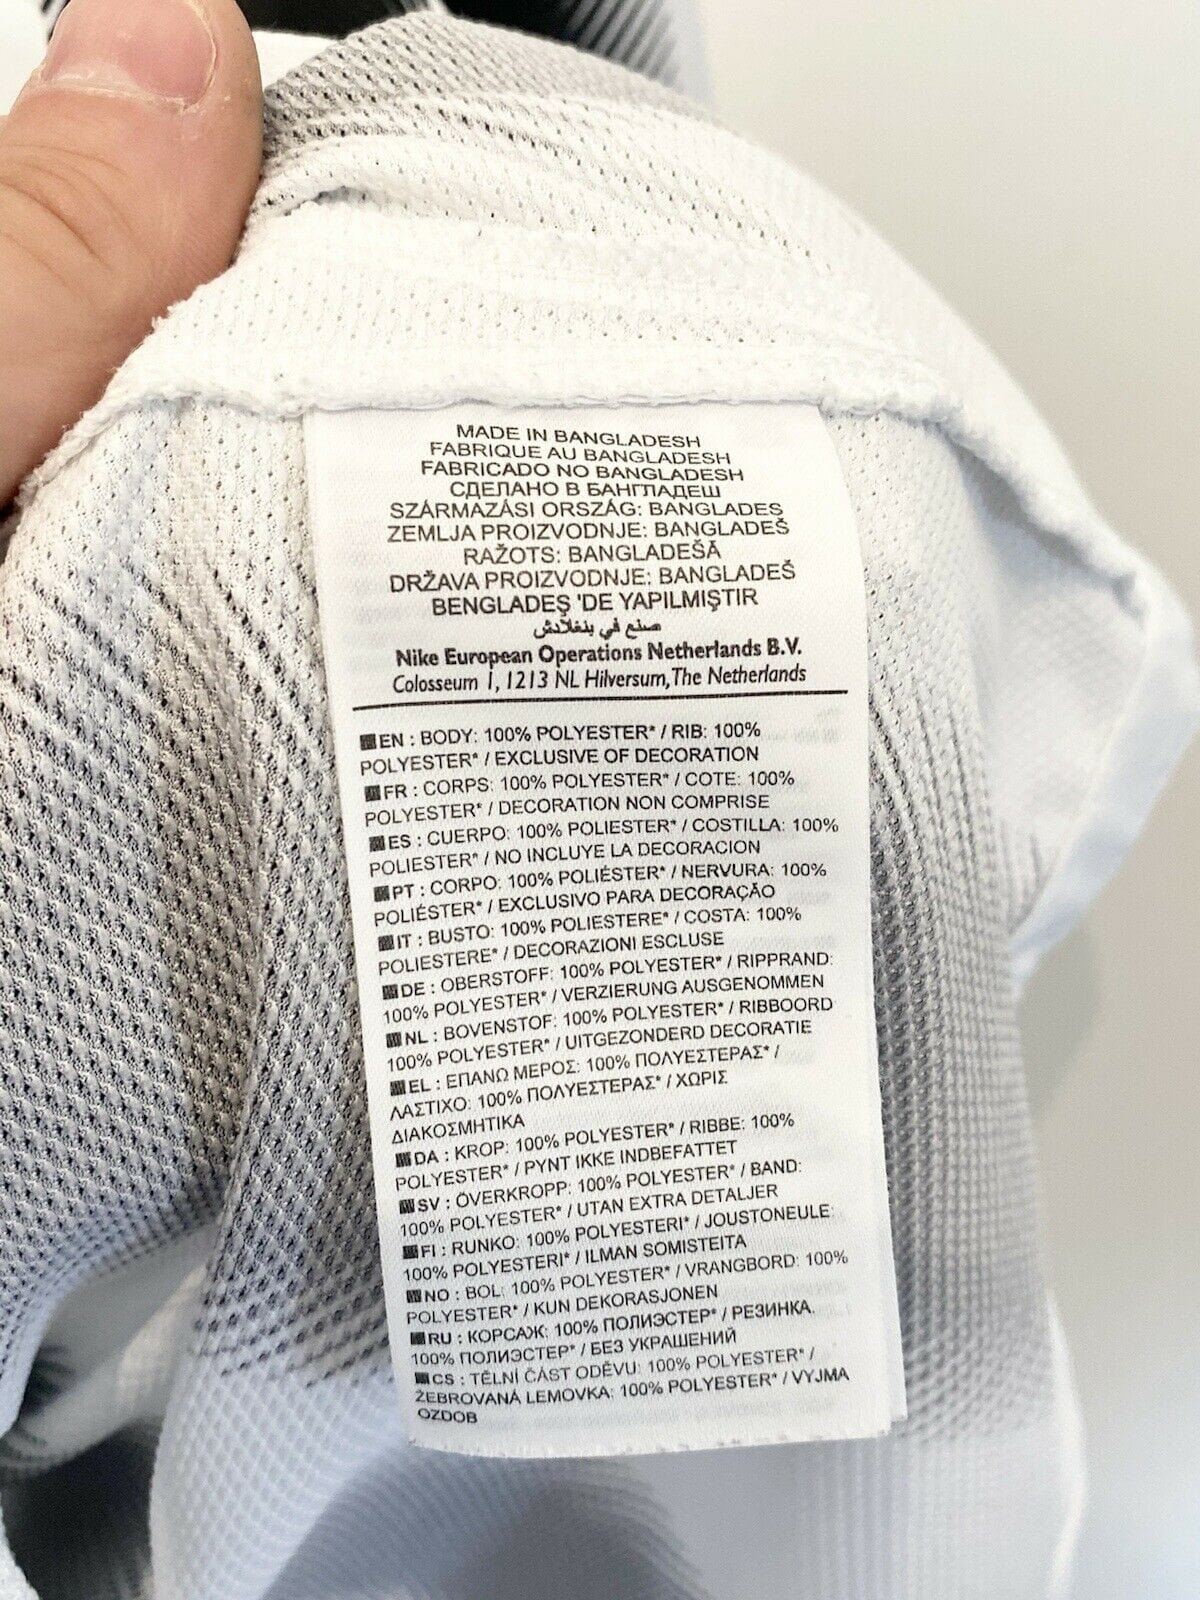 MADE IN BANGLADESH
FABRIQUE AU BANGLADESH
FABRICADO NO BANGLADESH
СДЕЛАНО В БАНГЛАДЕШ
SZÁRMAZÁSI ORSZÁG: BANGLADES
ZEMLJA PROIZVODNJE: BANGLADEŠ
RAŽOTS: BANGLADEŠĀ
DRŽAVA PROIZVODNJE: BANGLADEŠ
BENGLADEŞ 'DE YAPILMIŞTIR
صنع في بنغلادش
Nike European Operations Netherlands B.V.
Colosseum 1, 1213 NL Hilversum, The Netherlands
EN : BODY: 100% POLYESTER* / RIB: 100%
POLYESTER* / EXCLUSIVE OF DECORATION
FR : CORPS: 100% POLYESTER* / COTE: 100%
POLYESTER* / DECORATION NON COMPRISE
ES : CUERPO: 100% POLIESTER* / COSTILLA: 100%
POLIESTER* / NO INCLUYE LA DECORACION
PT : CORPO: 100% POLIÉSTER* / NERVURA: 100%
POLIÉSTER* / EXCLUSIVO PARA DECORAÇÃO
IT : BUSTO: 100% POLIESTERE* / COSTA: 100%
POLIESTERE* / DECORAZIONI ESCLUSE
DE : OBERSTOFF: 100% POLYESTER* / RIPPRAND:
100% POLYESTER* / VERZIERUNG AUSGENOMMEN
NL : BOVENSTOF: 100% POLYESTER* / RIBBOORD
100% POLYESTER* / UITGEZONDERD DECORATIE
EL : ΕΠΑΝΩ ΜΕΡΟΣ: 100% ΠΟΛΥΕΣΤΕΡΑΣ* /
ΛΑΣΤΙΧΟ: 100% ΠΟΛΥΕΣΤΕΡΑΣ* / ΧΩΡΙΣ
ΔΙΑΚΟΣΜΗΤΙΚΑ
DA : KROP: 100% POLYESTER* / RIBBE: 100%
POLYESTER* / PYNT IKKE INDBEFATTET
SV : ÖVERKROPP: 100% POLYESTER* / BAND:
100% POLYESTER* / UTAN EXTRA DETALJER
FI : RUNKO: 100% POLYESTERI* / JOUSTONEULE:
100% POLYESTERI* / ILMAN SOMISTEITA
NO : BOL: 100% POLYESTER* / VRANGBORD: 100%
POLYESTER* / KUN DEKORASJONEN
RU : КОРСАЖ: 100% ПОЛИЭСТЕР* / РЕЗИНКА.
100% ПОЛИЭСТЕР* / БЕЗ УКРАШЕНИЙ
CS : TĚLNÍ ČÁST ODĚVU: 100% POLYESTER* /
ŽEBROVANÁ LEMOVKA: 100% POLYESTER* / VYJMA
OZDOB